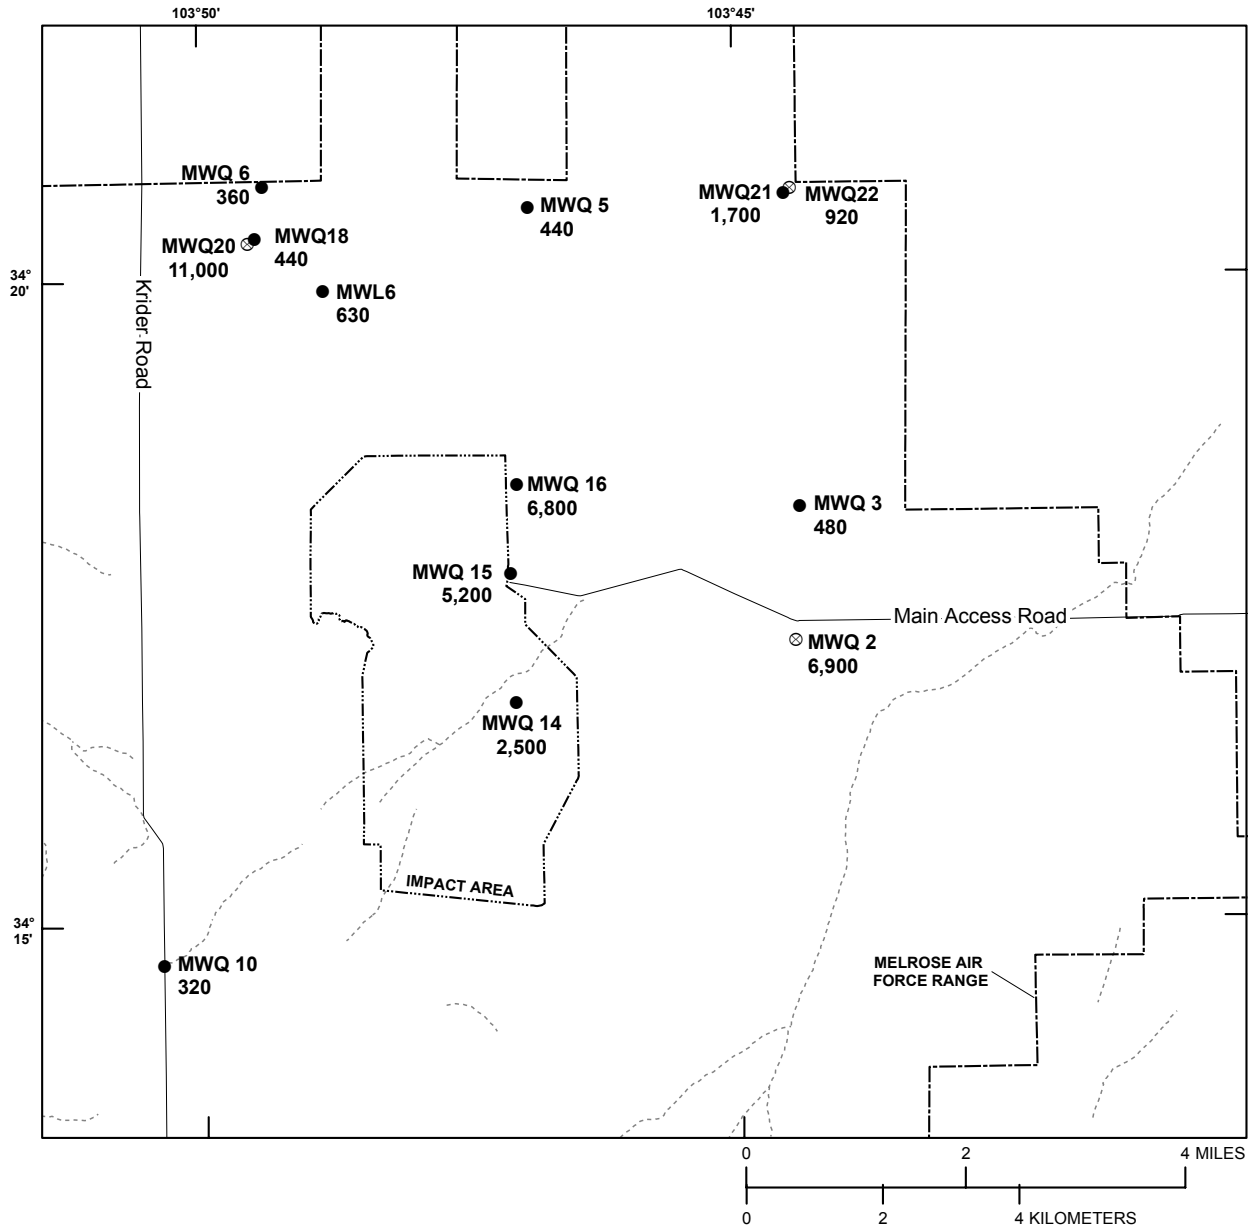 103°50'
103°45'
MWQ 6
360
MWQ 5
440
MWQ21
1,700
MWQ22
920
MWQ20
11,000
MWQ18
440
34°
20'
MWL6
630
Krider Road
MWQ 16
6,800
MWQ 3
480
MWQ 15
5,200
Main Access Road
MWQ 2
6,900
MWQ 14
2,500
IMPACT AREA
34°
15'
MWQ 10
320
MELROSE AIR
FORCE RANGE
0 2 4 MILES
0 2 4 KILOMETERS